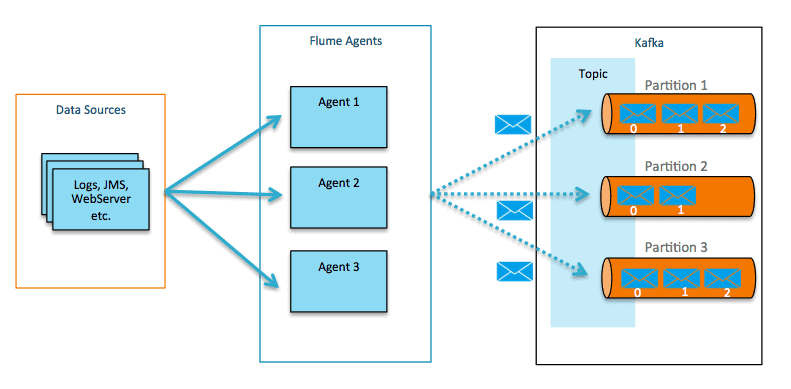 Data Sources
Logs, JMS,
WebServer
etc.
Flume Agents
Agent 1
Agent 2
Agent 3
Kafka
Topic
Partition 1
0 1 2
Partition 2
0 1
Partition 3
0 1 2